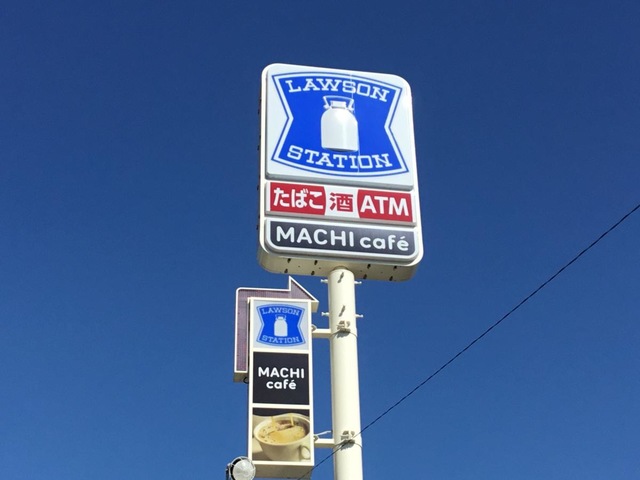 LAWSON
STATION
たばこ 酒 ATM
MACHI café
LAWSON
STATION
MACHI
café